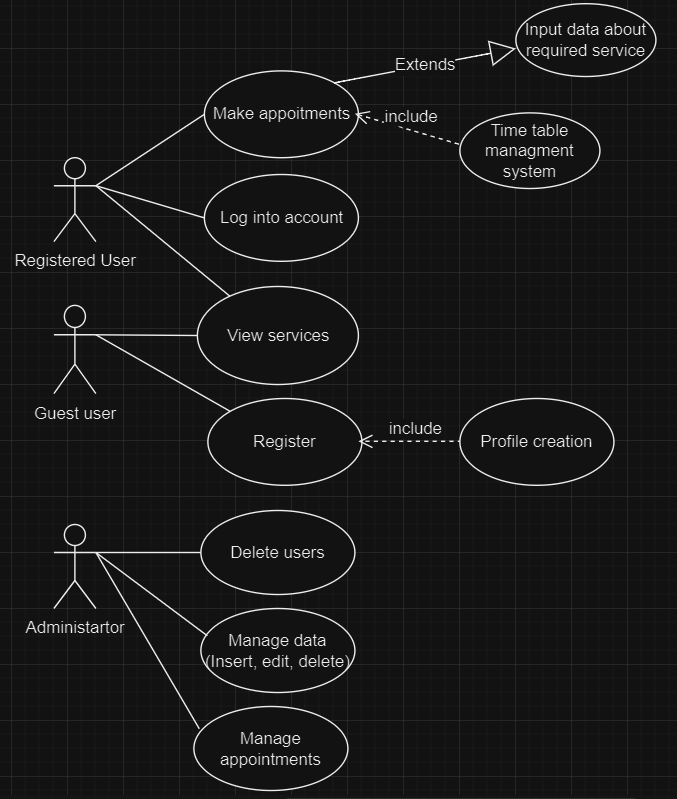 Input data about
required service
Extends
Make appoitments
include
Time table
managment
system
Log into account
Registered User
View services
Guest user
Register
include
Profile creation
Delete users
Administartor
Manage data
(Insert, edit, delete)
Manage
appointments